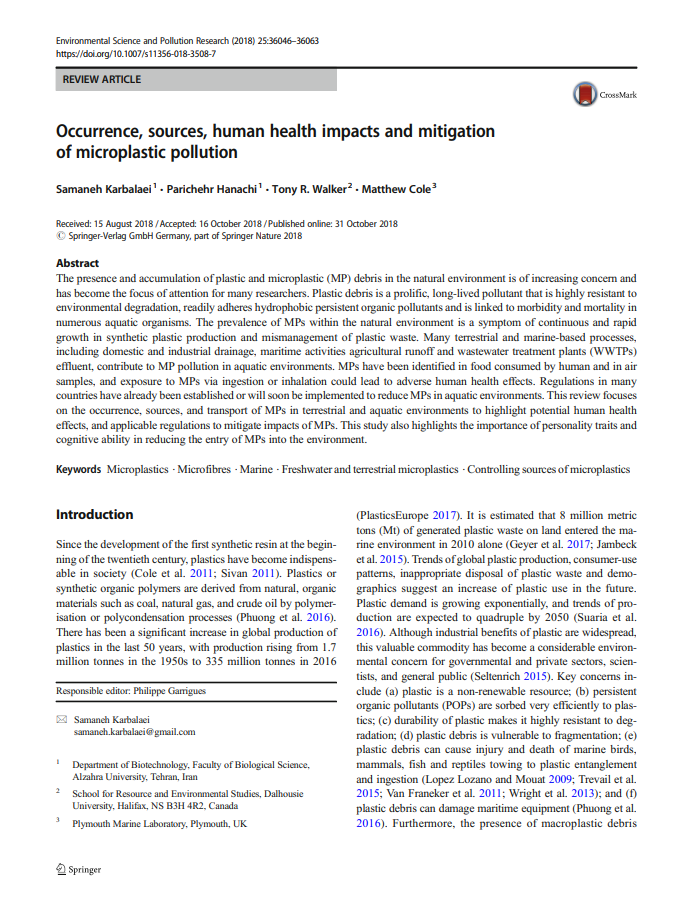 Environmental Science and Pollution Research (2018) 25:36046–36063
https://doi.org/10.1007/s11356-018-3508-7
REVIEW ARTICLE
CrossMark
Occurrence, sources, human health impacts and mitigation
of microplastic pollution
Samaneh Karbalaei 1 · Parichehr Hanachi 1 · Tony R. Walker 2 · Matthew Cole 3
Received: 15 August 2018 / Accepted: 16 October 2018 / Published online: 31 October 2018
© Springer-Verlag GmbH Germany, part of Springer Nature 2018
Abstract
The presence and accumulation of plastic and microplastic (MP) debris in the natural environment is of increasing concern and
has become the focus of attention for many researchers. Plastic debris is a prolific, long-lived pollutant that is highly resistant to
environmental degradation, readily adheres hydrophobic persistent organic pollutants and is linked to morbidity and mortality in
numerous aquatic organisms. The prevalence of MPs within the natural environment is a symptom of continuous and rapid
growth in synthetic plastic production and mismanagement of plastic waste. Many terrestrial and marine-based processes,
including domestic and industrial drainage, maritime activities agricultural runoff and wastewater treatment plants (WWTPs)
effluent, contribute to MP pollution in aquatic environments. MPs have been identified in food consumed by human and in air
samples, and exposure to MPs via ingestion or inhalation could lead to adverse human health effects. Regulations in many
countries have already been established or will soon be implemented to reduce MPs in aquatic environments. This review focuses
on the occurrence, sources, and transport of MPs in terrestrial and aquatic environments to highlight potential human health
effects, and applicable regulations to mitigate impacts of MPs. This study also highlights the importance of personality traits and
cognitive ability in reducing the entry of MPs into the environment.
Keywords Microplastics · Microfibres · Marine · Freshwater and terrestrial microplastics · Controlling sources of microplastics
Introduction
Since the development of the first synthetic resin at the begin-
ning of the twentieth century, plastics have become indispens-
able in society (Cole et al. 2011; Sivan 2011). Plastics or
synthetic organic polymers are derived from natural, organic
materials such as coal, natural gas, and crude oil by polymer-
isation or polycondensation processes (Phuong et al. 2016).
There has been a significant increase in global production of
plastics in the last 50 years, with production rising from 1.7
million tonnes in the 1950s to 335 million tonnes in 2016
Responsible editor: Philippe Garrigues
Samaneh Karbalaei
samaneh.karbalaei@gmail.com
1 Department of Biotechnology, Faculty of Biological Science,
Alzahra University, Tehran, Iran
2 School for Resource and Environmental Studies, Dalhousie
University, Halifax, NS B3H 4R2, Canada
3 Plymouth Marine Laboratory, Plymouth, UK
(PlasticsEurope 2017). It is estimated that 8 million metric
tons (Mt) of generated plastic waste on land entered the ma-
rine environment in 2010 alone (Geyer et al. 2017; Jambeck
et al. 2015). Trends of global plastic production, consumer-use
patterns, inappropriate disposal of plastic waste and demo-
graphics suggest an increase of plastic use in the future.
Plastic demand is growing exponentially, and trends of pro-
duction are expected to quadruple by 2050 (Suaria et al.
2016). Although industrial benefits of plastic are widespread,
this valuable commodity has become a considerable environ-
mental concern for governmental and private sectors, scien-
tists, and general public (Seltenrich 2015). Key concerns in-
clude (a) plastic is a non-renewable resource; (b) persistent
organic pollutants (POPs) are sorbed very efficiently to plas-
tics; (c) durability of plastic makes it highly resistant to deg-
radation; (d) plastic debris is vulnerable to fragmentation; (e)
plastic debris can cause injury and death of marine birds,
mammals, fish and reptiles towing to plastic entanglement
and ingestion (Lopez Lozano and Mouat 2009; Trevail et al.
2015; Van Franeker et al. 2011; Wright et al. 2013); and (f)
plastic debris can damage maritime equipment (Phuong et al.
2016). Furthermore, the presence of macroplastic debris
Springer